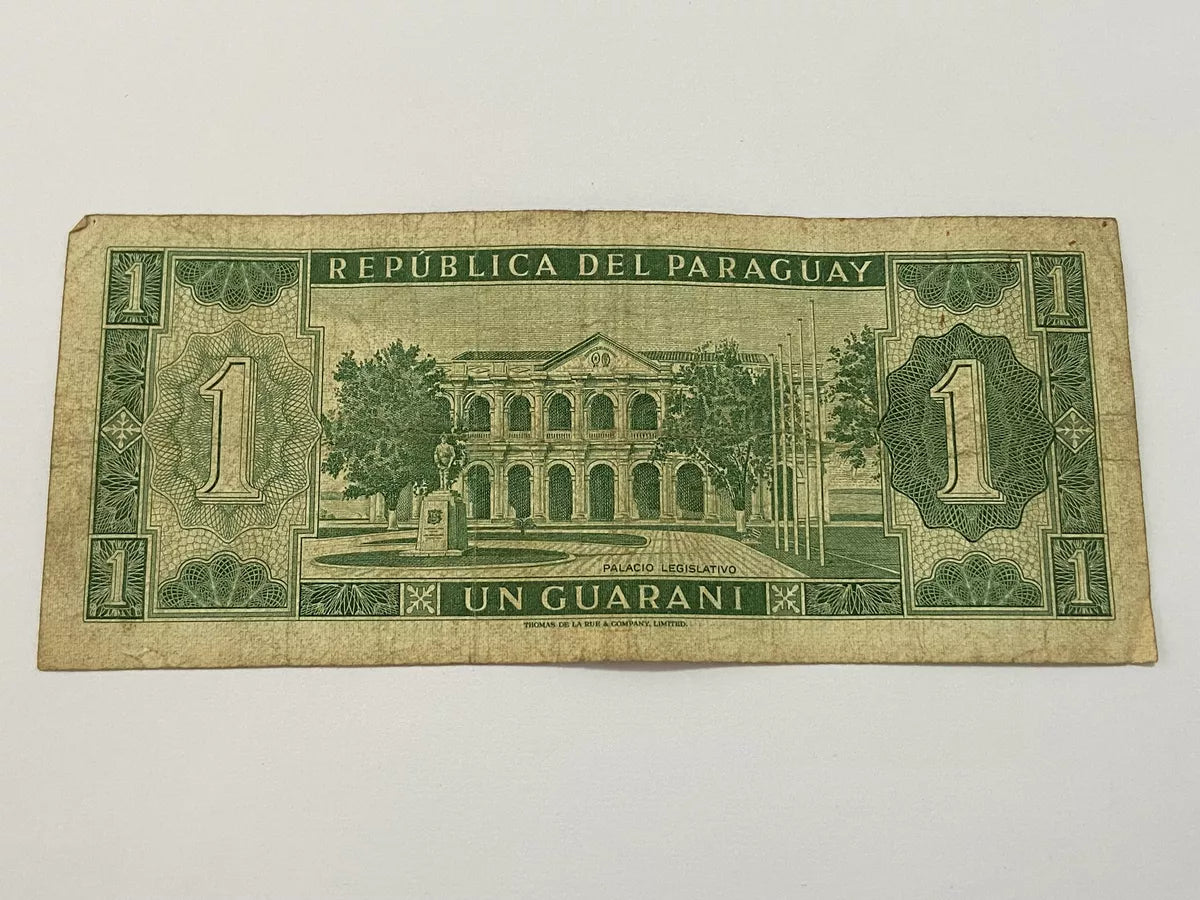 1 REPÚBLICA DEL PARAGUAY 1
1 1
PALACIO LEGISLATIVO
1 UN GUARANI 1
THOMAS DE LA RUE & COMPANY, LIMITED.